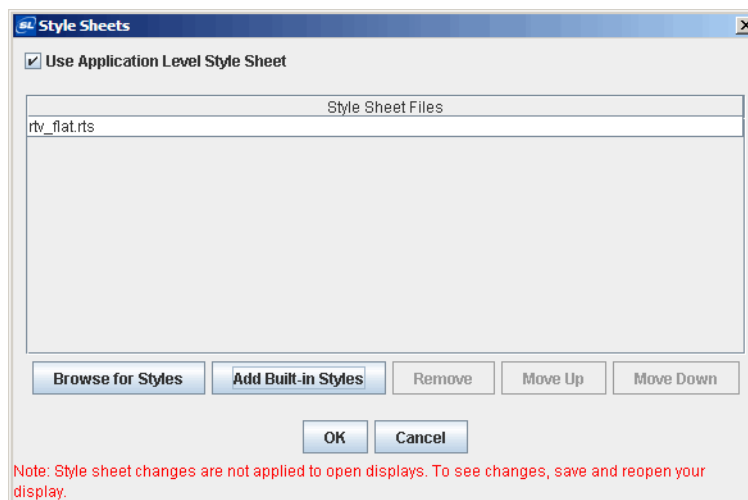 SL Style Sheets
Use Application Level Style Sheet
Style Sheet Files
rtv_flat.rts
Browse for Styles Add Built-in Styles Remove Move Up Move Down
OK Cancel
Note: Style sheet changes are not applied to open displays. To see changes, save and reopen your
display.